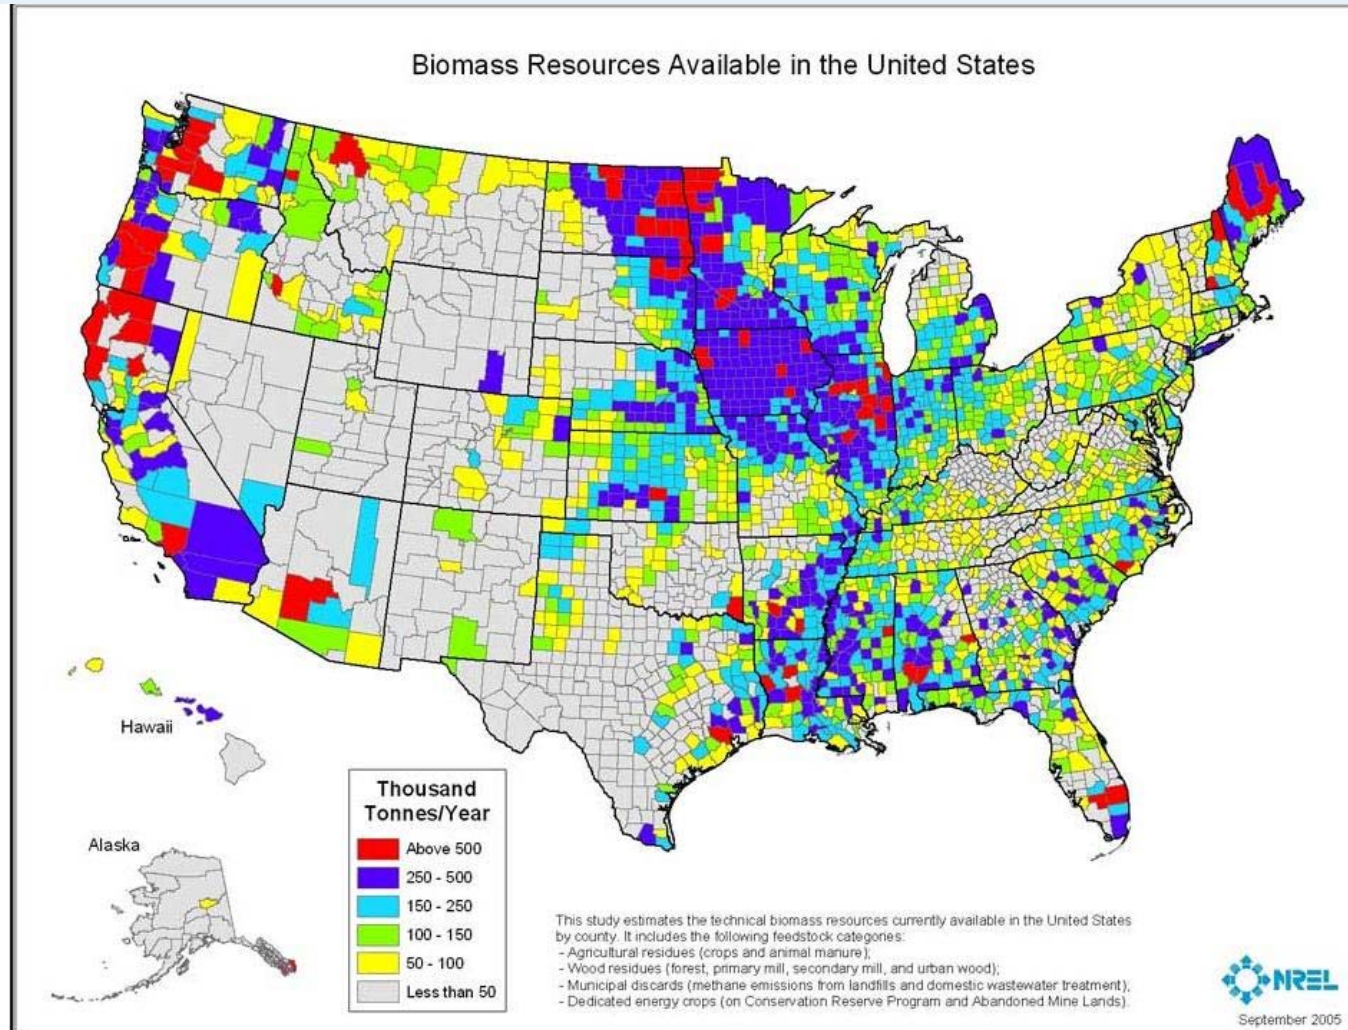 Biomass Resources Available in the United States
Hawaii
Alaska
Thousand
Tonnes/Year
Above 500
250 - 500
150 - 250
100 - 150
50 - 100
Less than 50
This study estimates the technical biomass resources currently available in the United States
by county. It includes the following feedstock categories:
- Agricultural residues (crops and animal manure);
- Wood residues (forest, primary mill, secondary mill, and urban wood);
- Municipal discards (methane emissions from landfills and domestic wastewater treatment);
- Dedicated energy crops (on Conservation Reserve Program and Abandoned Mine Lands).
NREL
September 2005